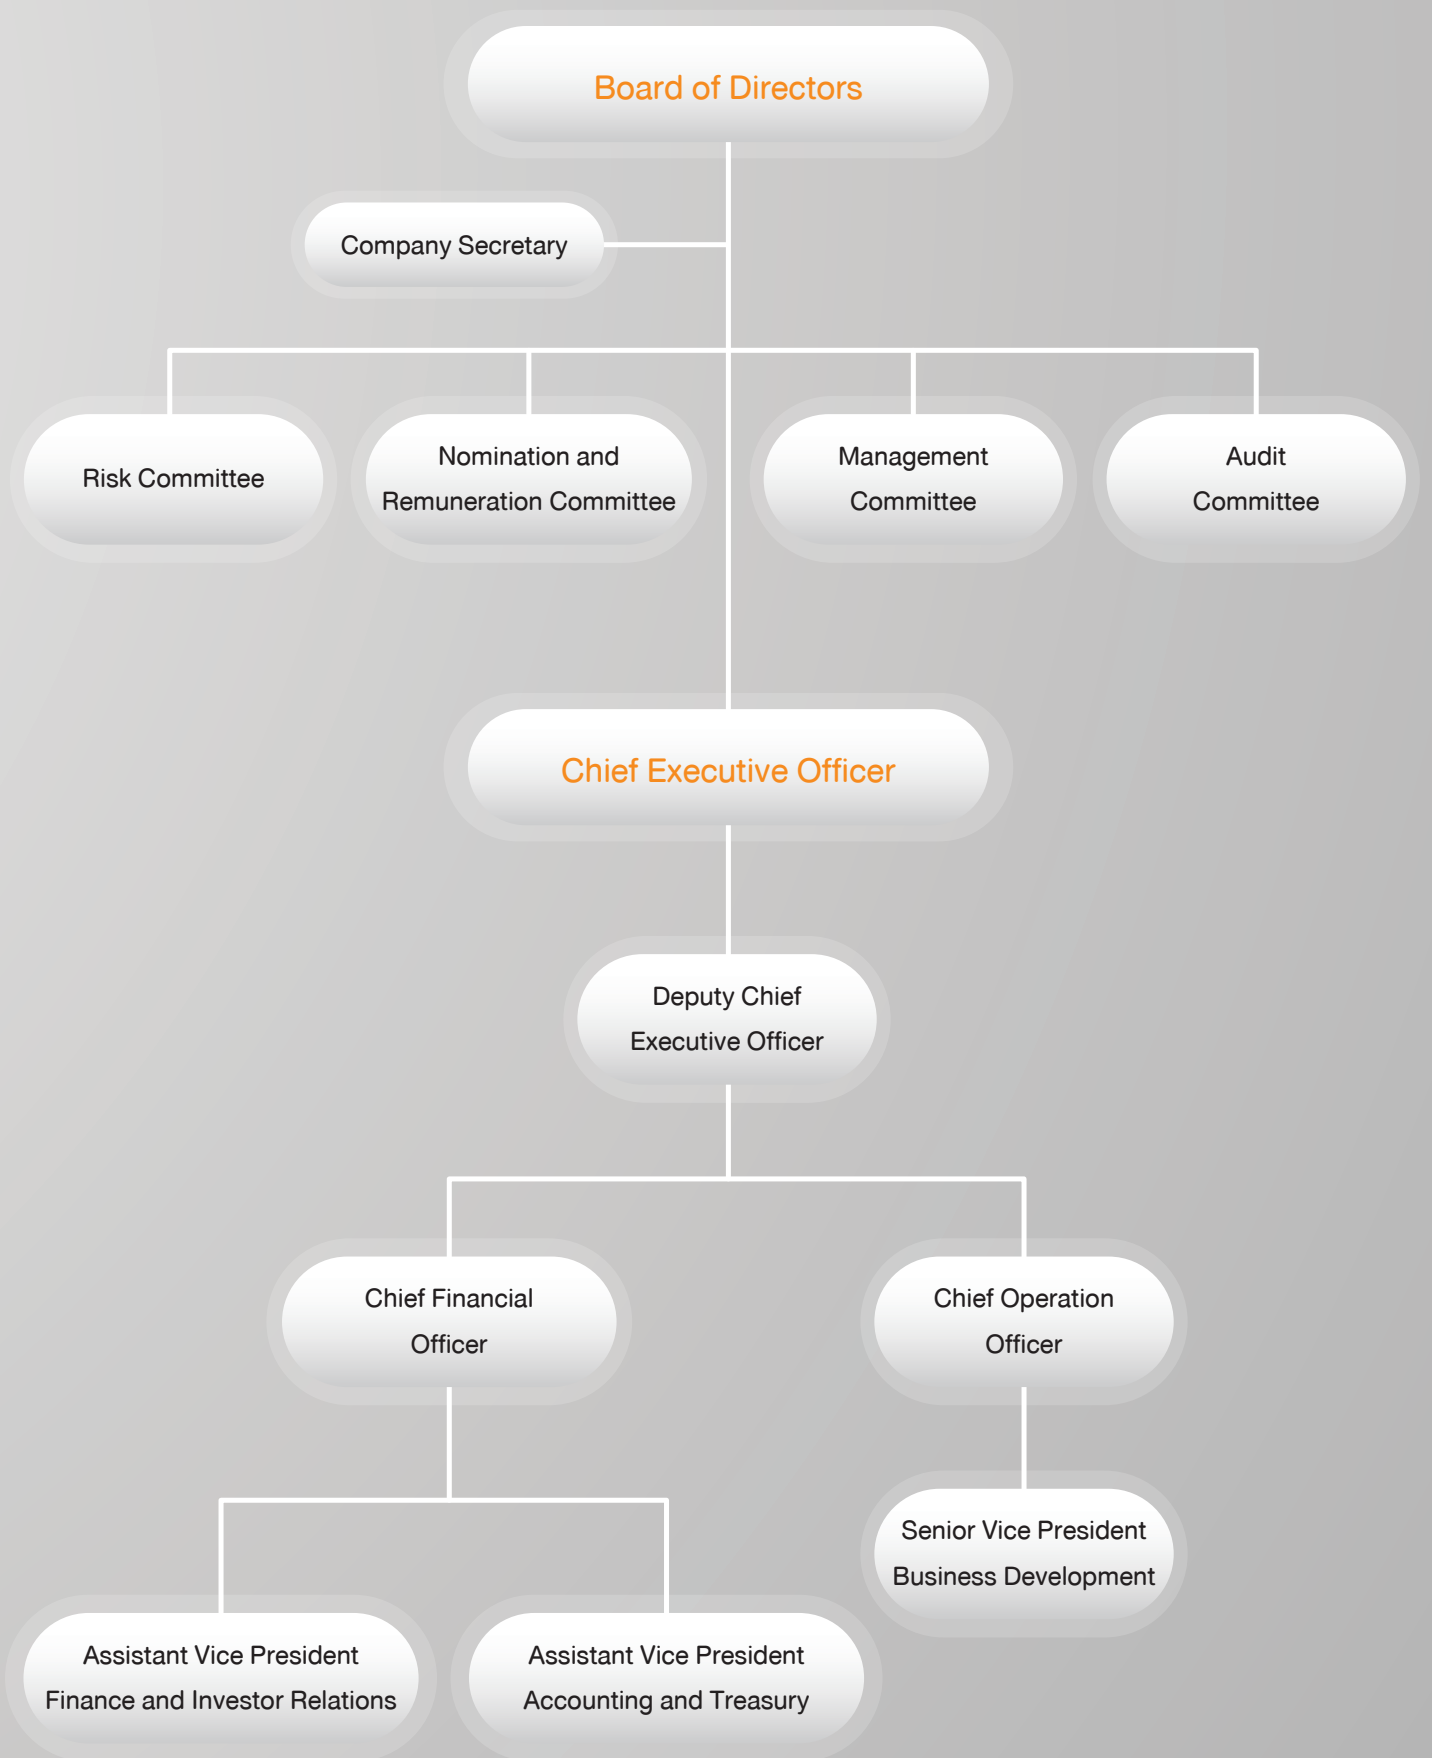 Board of Directors
Company Secretary
Risk Committee
Nomination and
Remuneration Committee
Management
Committee
Audit
Committee
Chief Executive Officer
Deputy Chief
Executive Officer
Chief Financial
Officer
Chief Operation
Officer
Senior Vice President
Business Development
Assistant Vice President
Finance and Investor Relations
Assistant Vice President
Accounting and Treasury